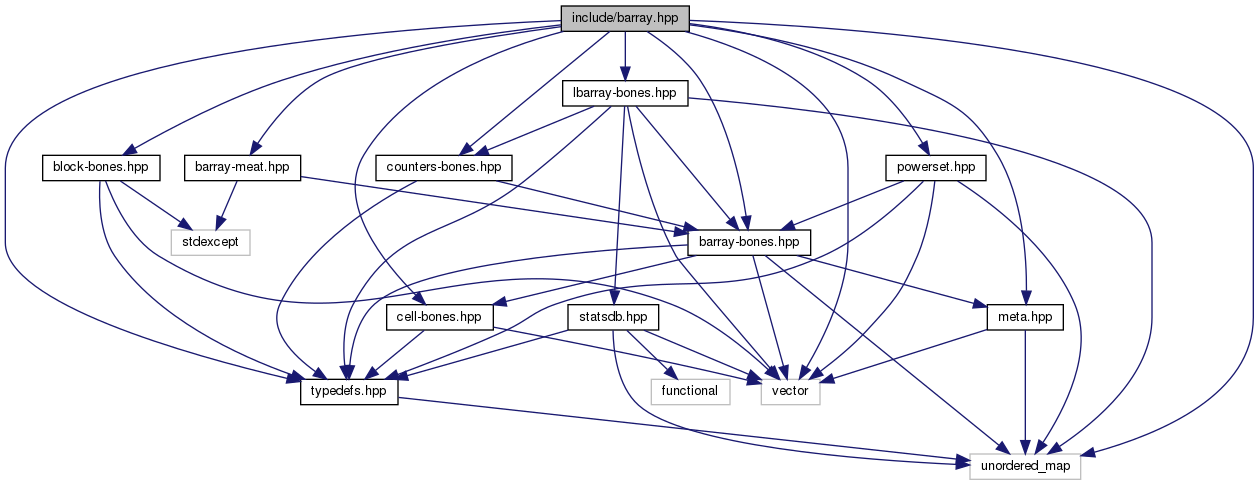 include/barray.hpp
lbarray-bones.hpp
block-bones.hpp
barray-meat.hpp
counters-bones.hpp
powerset.hpp
stdexcept
barray-bones.hpp
cell-bones.hpp
statsdb.hpp
meta.hpp
typedefs.hpp
functional
vector
unordered_map